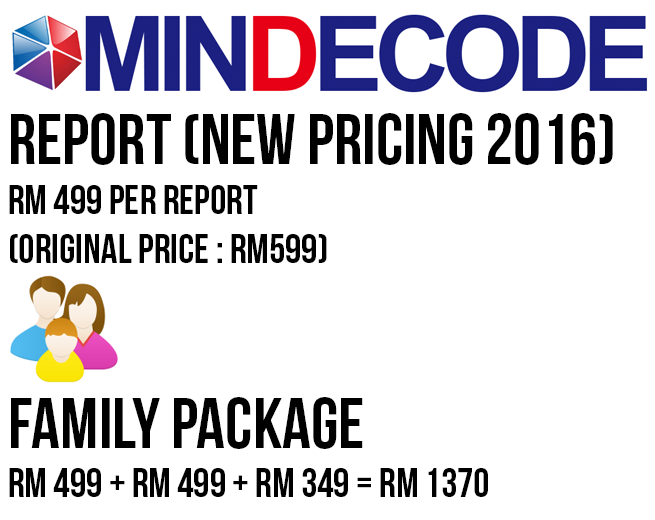 MINDECODE
REPORT (NEW PRICING 2016)
RM 499 PER REPORT
(ORIGINAL PRICE : RM599)
FAMILY PACKAGE
RM 499 + RM 499 + RM 349 = RM 1370